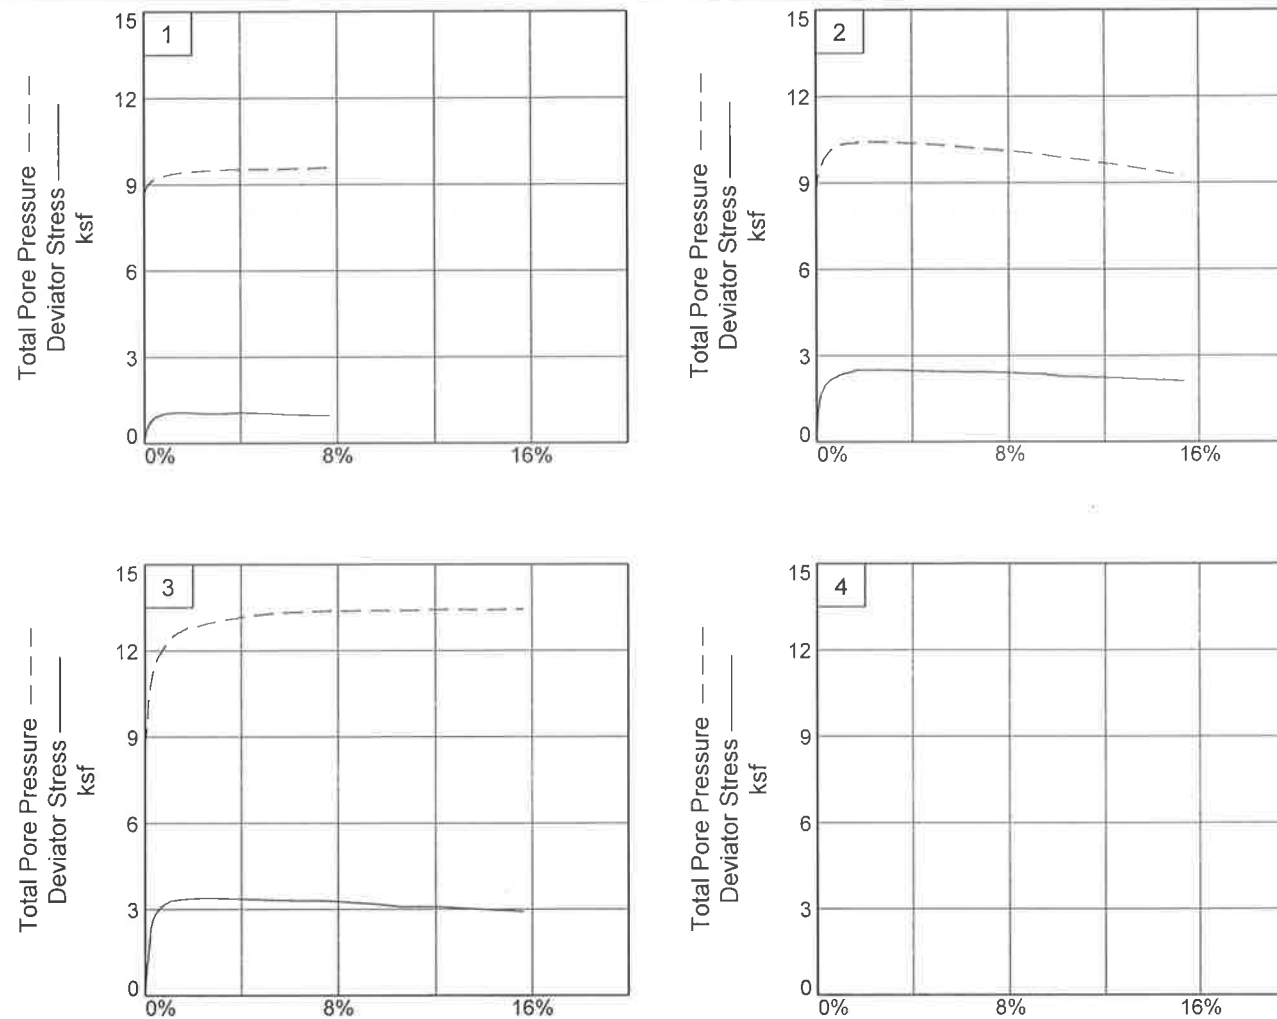 1
15
12
9
6
3
0
0% 8% 16%
Total Pore Pressure
Deviator Stress
ksf
2
15
12
9
6
3
0
0% 8% 16%
Total Pore Pressure
Deviator Stress
ksf
3
15
12
9
6
3
0
0% 8% 16%
Total Pore Pressure
Deviator Stress
ksf
4
15
12
9
6
3
0
0% 8% 16%
Total Pore Pressure
Deviator Stress
ksf